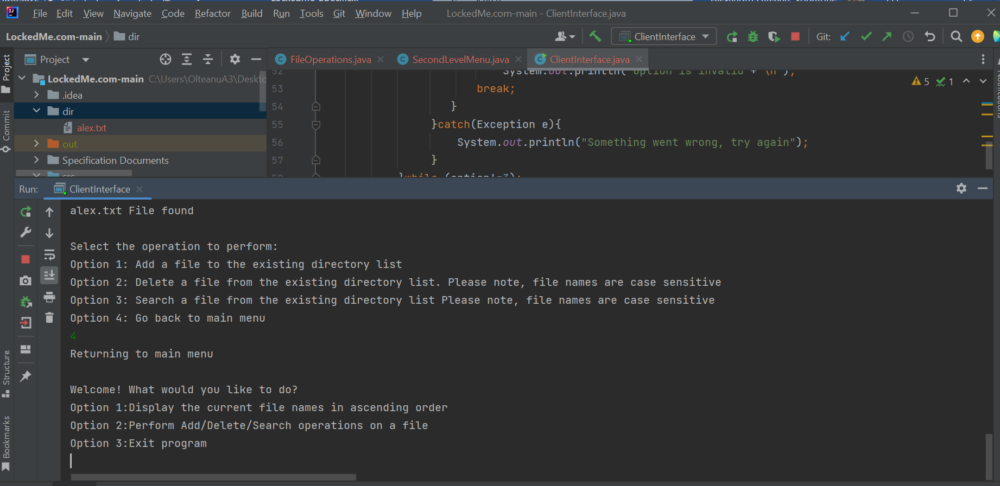 File Edit View Navigate Code Refactor Build Run Tools Git Window Help LockedMe.com-main - ClientInterface.java
LockedMe.com-main dir ClientInterface Git:
Project
Project
FileOperations.java SecondLevelMenu.java ClientInterface.java
LockedMe.com-main C:\Users\OlteanuA3\Deskto
.idea
dir
alex.txt
out
Specification Documents
src
Commit
52 System.out.println("Option is invalid"+ "\n");
53 break;
54 }
55 }catch(Exception e){
56 System.out.println("Something went wrong, try again");
57 }
58 }while (option!=3);
5 1
Notifications
Run: ClientInterface
alex.txt File found
Select the operation to perform:
Option 1: Add a file to the existing directory list
Option 2: Delete a file from the existing directory list. Please note, file names are case sensitive
Option 3: Search a file from the existing directory list Please note, file names are case sensitive
Option 4: Go back to main menu
4
Returning to main menu
Welcome! What would you like to do?
Option 1:Display the current file names in ascending order
Option 2:Perform Add/Delete/Search operations on a file
Option 3:Exit program
Structure
Bookmarks